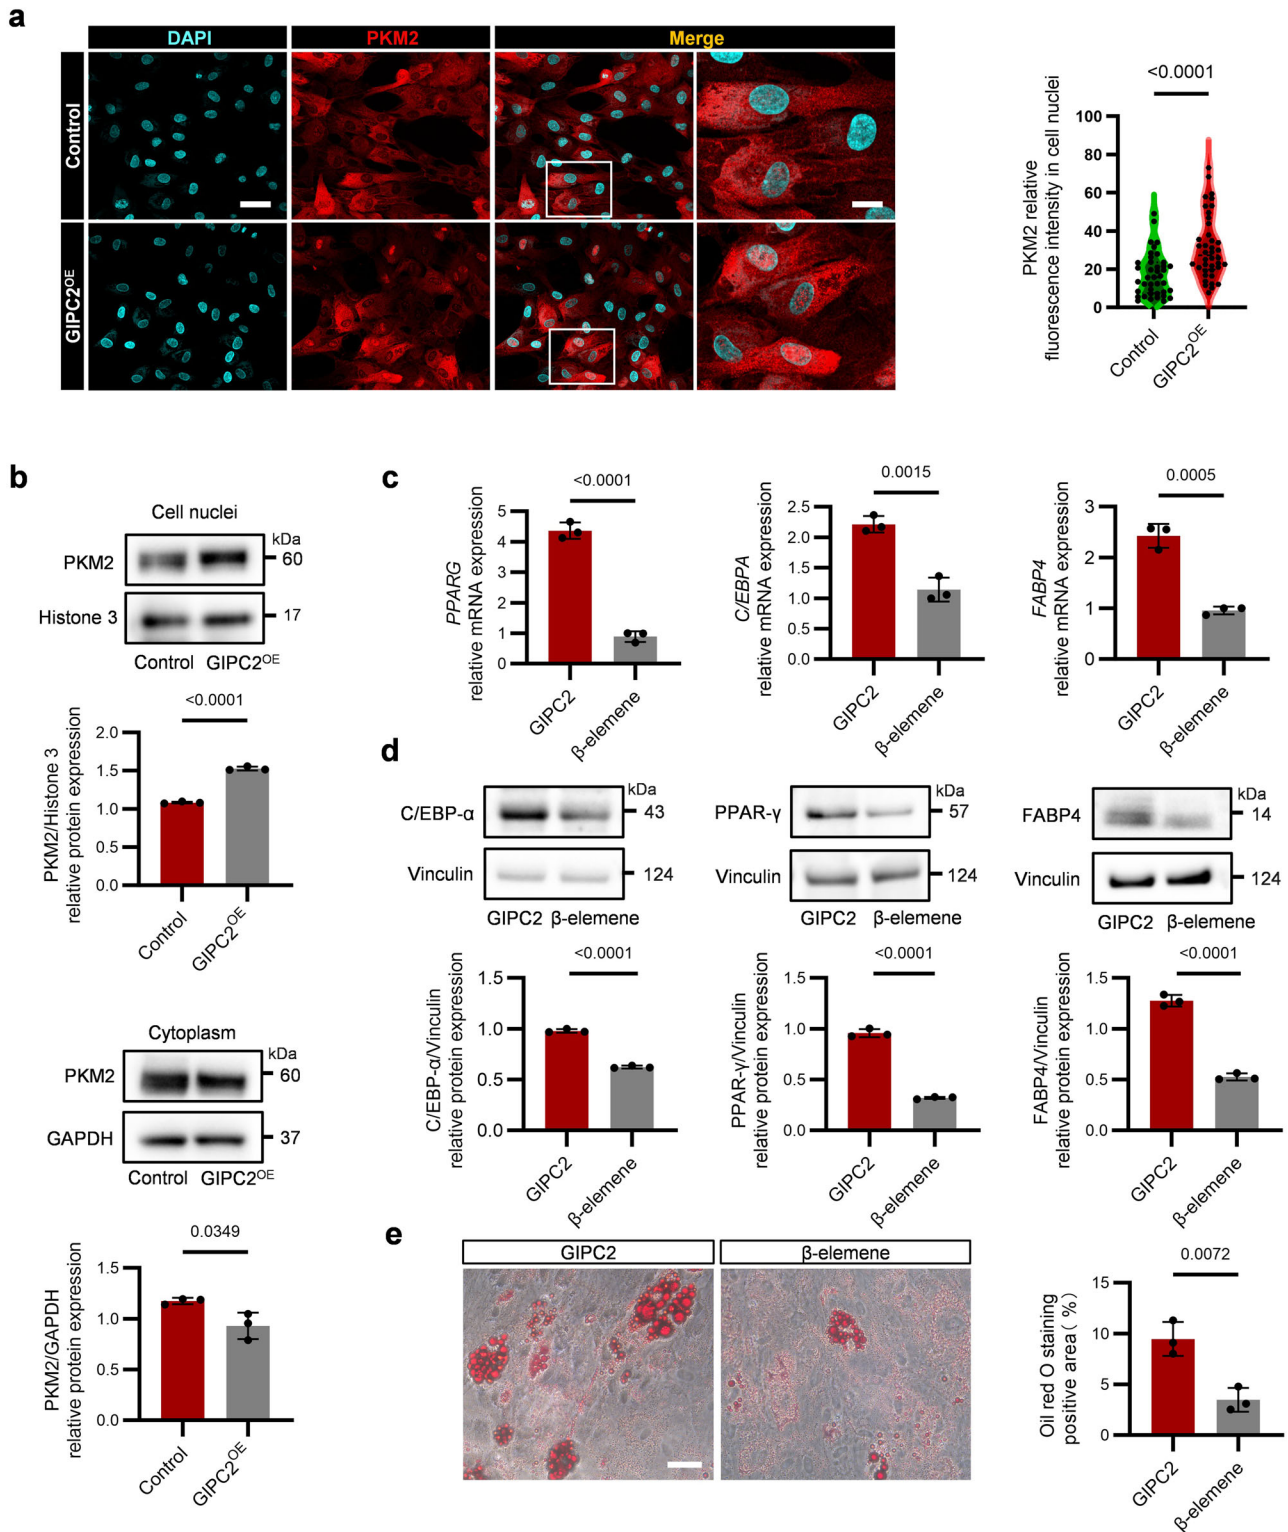 a
DAPI
PKM2
Merge
Control
GIPC2OE
<0.0001
PKM2 relative
fluorescence intensity in cell nuclei
100
80
60
40
20
0
Control
GIPC2OE
b
Cell nuclei
kDa
PKM2
60
Histone 3
17
Control GIPC2OE
<0.0001
PKM2/Histone 3
relative protein expression
2.0
1.5
1.0
0.5
0.0
Control
GIPC2OE
Cytoplasm
kDa
PKM2
60
GAPDH
37
Control GIPC2OE
0.0349
PKM2/GAPDH
relative protein expression
1.5
1.0
0.5
0.0
Control
GIPC2OE
c
<0.0001
PPARG
relative mRNA expression
5
4
3
2
1
0
GIPC2
β-elemene
0.0015
C/EBPA
relative mRNA expression
2.5
2.0
1.5
1.0
0.5
0.0
GIPC2
β-elemene
0.0005
FABP4
relative mRNA expression
3
2
1
0
GIPC2
β-elemene
d
kDa
C/EBP-α
43
Vinculin
124
GIPC2 β-elemene
<0.0001
C/EBP-α/Vinculin
relative protein expression
1.5
1.0
0.5
0.0
GIPC2
β-elemene
kDa
PPAR-γ
57
Vinculin
124
GIPC2 β-elemene
<0.0001
PPAR-γ/Vinculin
relative protein expression
1.5
1.0
0.5
0.0
GIPC2
β-elemene
kDa
FABP4
14
Vinculin
124
GIPC2 β-elemene
<0.0001
FABP4/Vinculin
relative protein expression
1.5
1.0
0.5
0.0
GIPC2
β-elemene
e
GIPC2
β-elemene
0.0072
Oil red O staining
positive area( %)
15
10
5
0
GIPC2
β-elemene